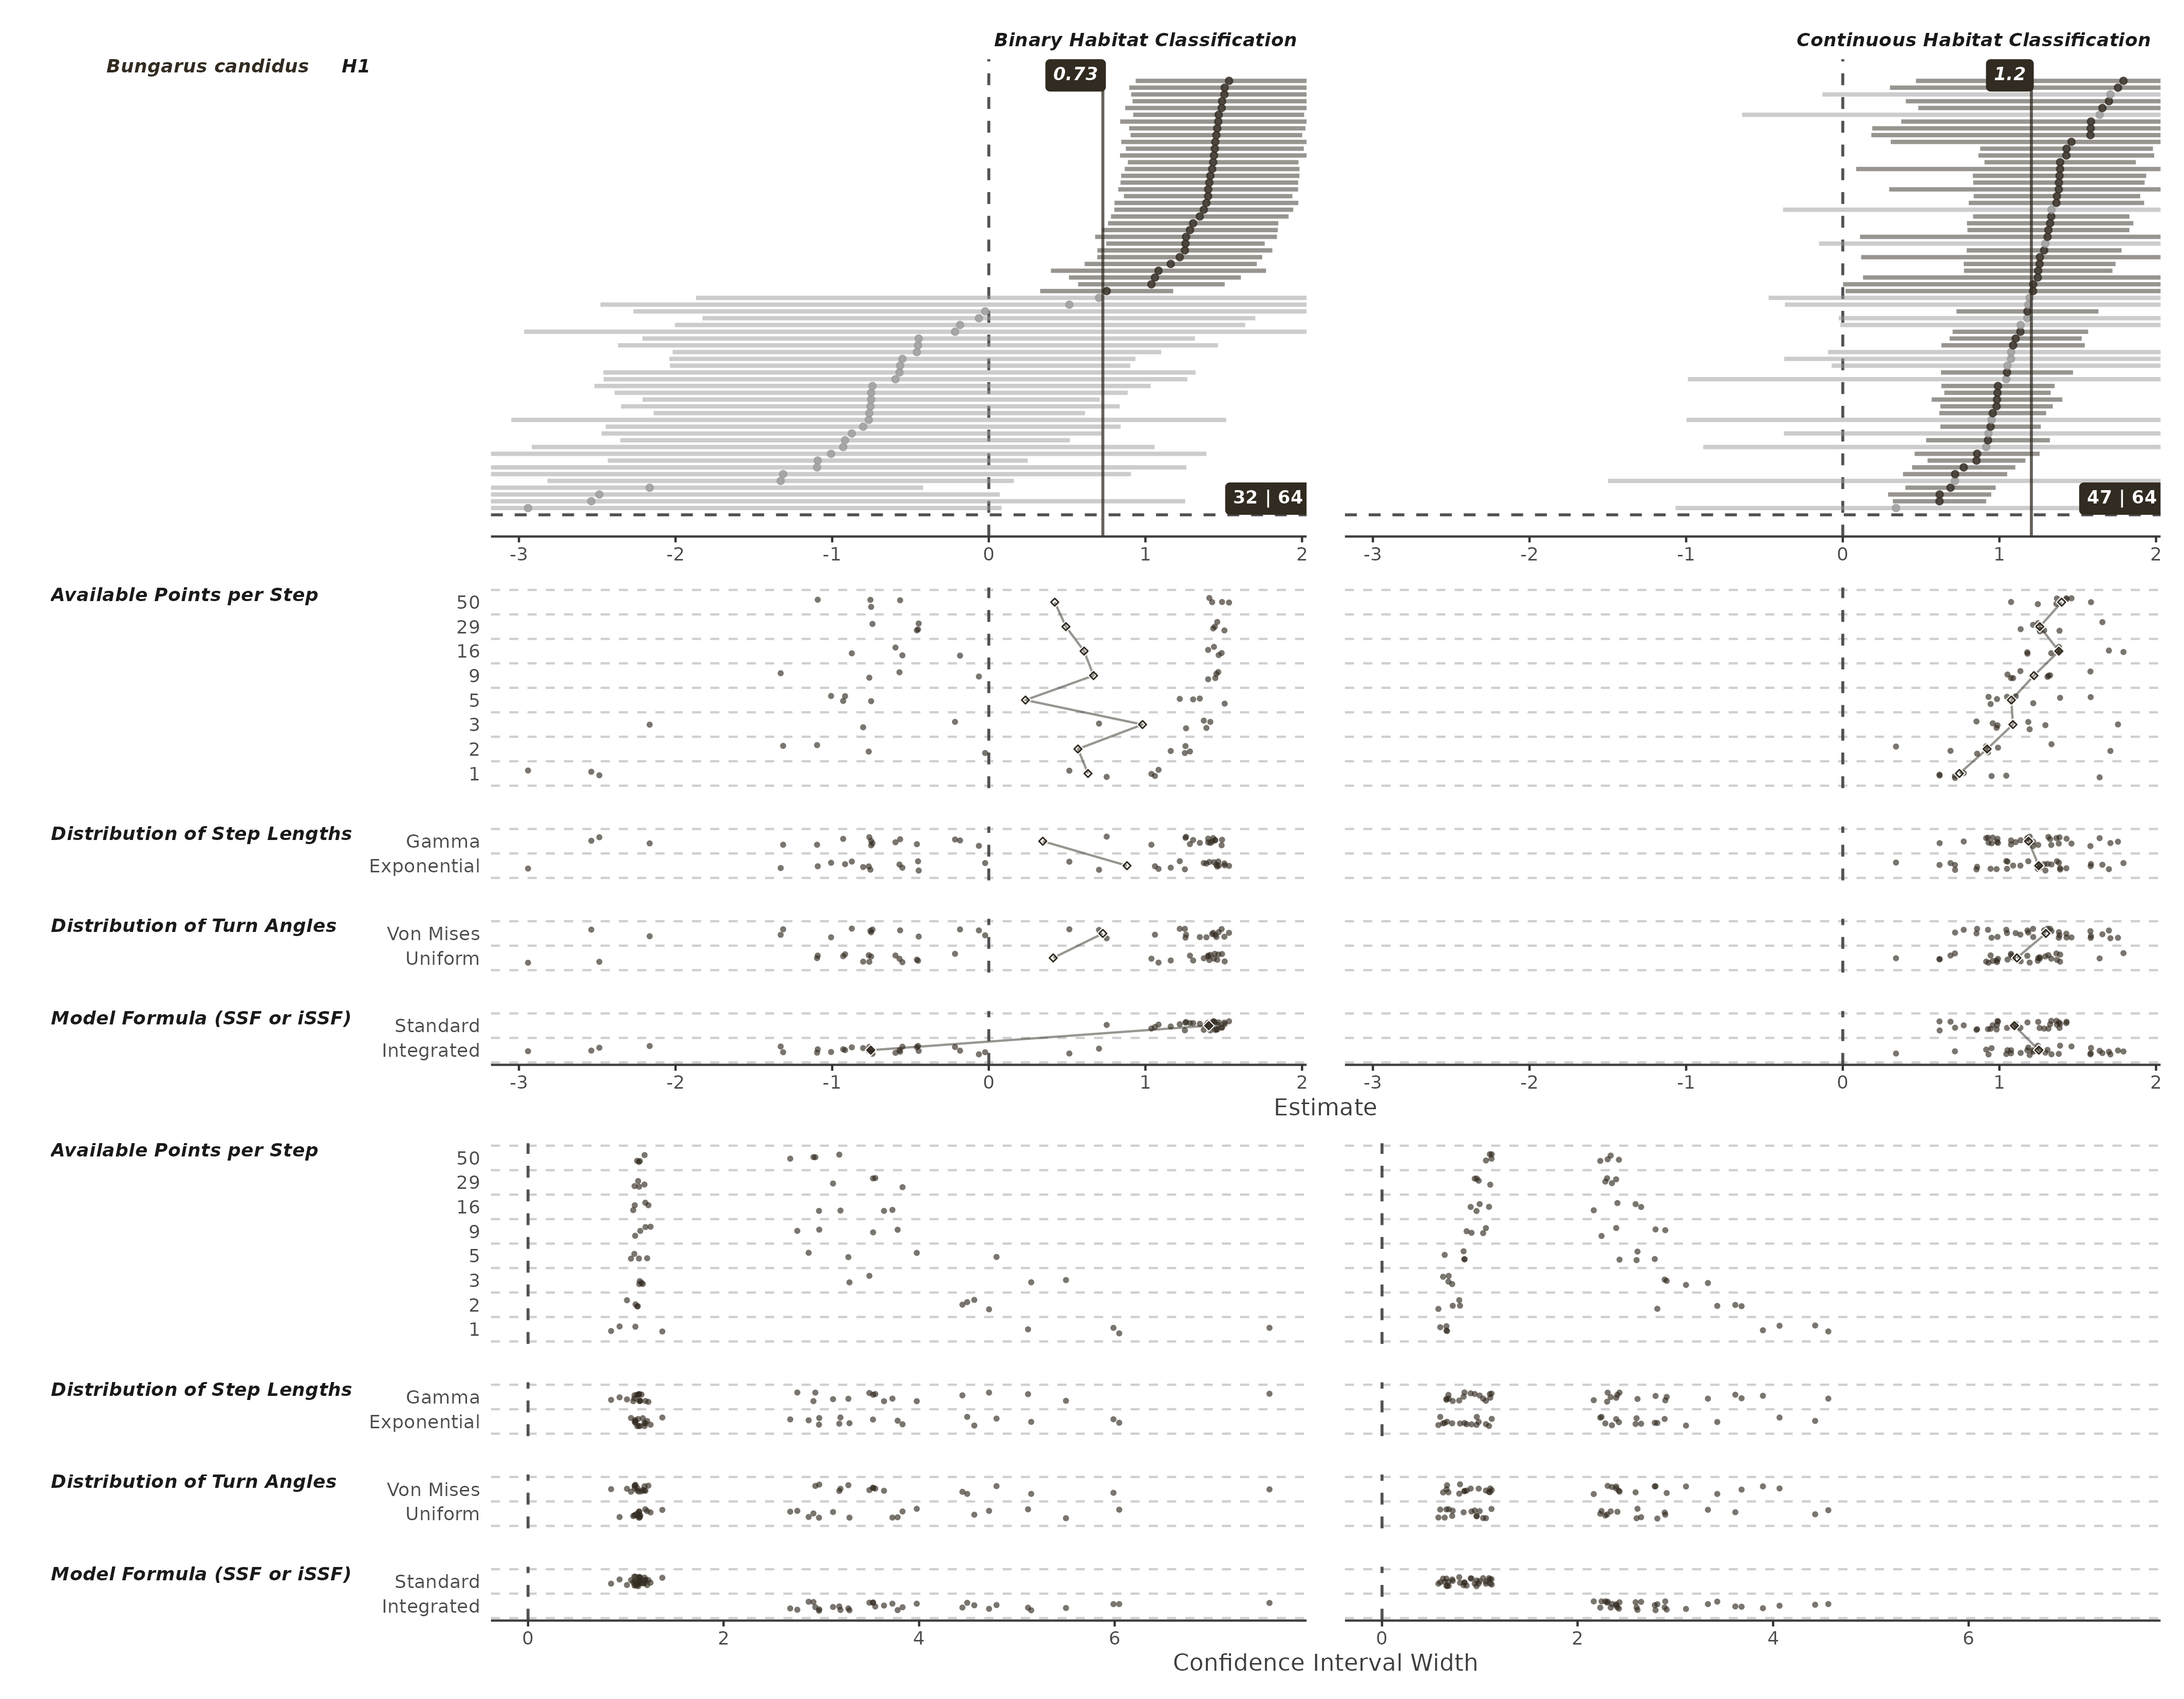 Binary Habitat Classification Continuous Habitat Classification
Bungarus candidus H1
0.73 1.2
32 | 64 47 | 64
-3 -2 -1 0 1 2 -3 -2 -1 0 1 2
Available Points per Step
50
29
16
9
5
3
2
1
Distribution of Step Lengths
Gamma
Exponential
Distribution of Turn Angles
Von Mises
Uniform
Model Formula (SSF or iSSF)
Standard
Integrated
-3 -2 -1 0 1 2 -3 -2 -1 0 1 2
Estimate
Available Points per Step
50
29
16
9
5
3
2
1
Distribution of Step Lengths
Gamma
Exponential
Distribution of Turn Angles
Von Mises
Uniform
Model Formula (SSF or iSSF)
Standard
Integrated
0 2 4 6 0 2 4 6
Confidence Interval Width